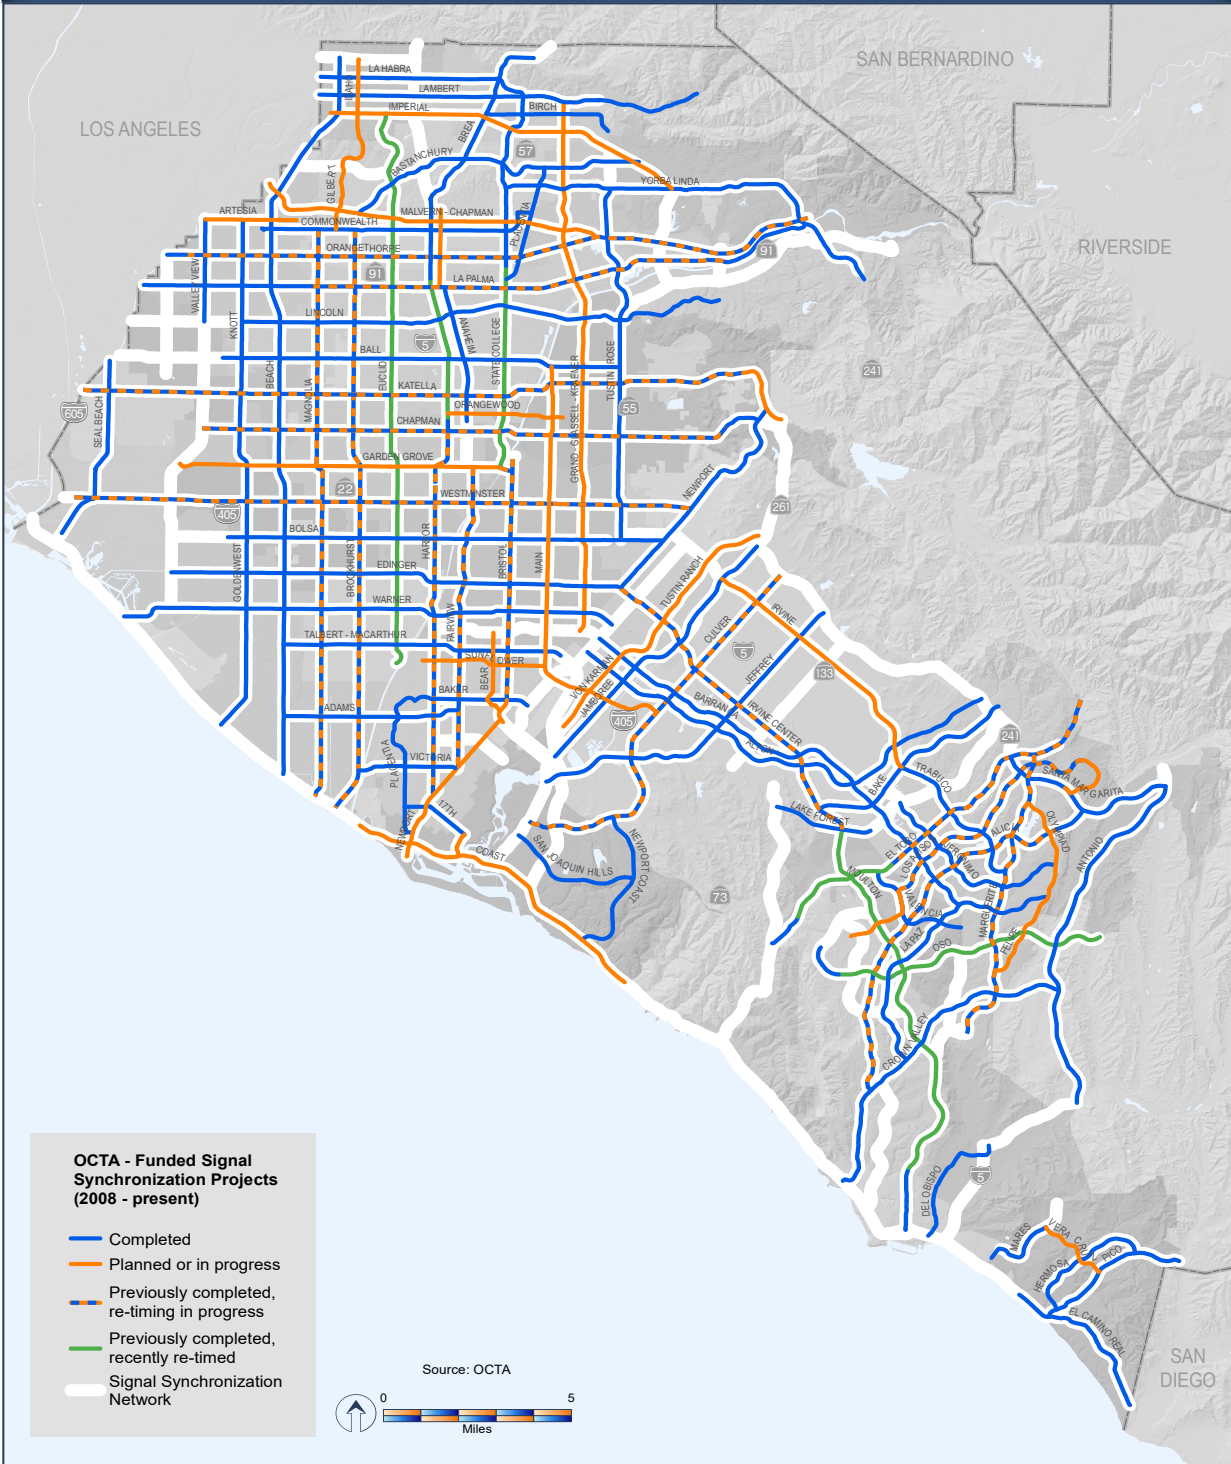 SAN BERNARDINO
LOS ANGELES
RIVERSIDE
SAN
DIEGO
LA HABRA
IDAHO
LAMBERT
IMPERIAL
BIRCH
BREA
57
BASTANCHURY
GILBERT
YORBA LINDA
ARTESIA
MALVERN - CHAPMAN
COMMONWEALTH
PLACENTIA
ORANGETHORPE
91
91
VALLEY VIEW
LA PALMA
LINCOLN
KNOTT
ANAHEIM
STATE COLLEGE
5
BALL
BEACH
MAGNOLIA
EUCLID
KATELLA
GRAND - GLASSELL - KRAEMER
TUSTIN - ROSE
241
ORANGEWOOD
55
605
SEAL BEACH
CHAPMAN
GARDEN GROVE
NEWPORT
22
WESTMINSTER
261
405
BOLSA
HARBOR
BRISTOL
MAIN
GOLDENWEST
BROOKHURST
EDINGER
TUSTIN RANCH
WARNER
FAIRVIEW
IRVINE
CULVER
TALBERT - MACARTHUR
5
SUNFLOWER
JEFFREY
133
BEAR
VON KARMAN
JAMBOREE
BAKER
BARRANCA
IRVINE CENTER
ADAMS
405
241
ALTON
PLACENTIA
VICTORIA
TRABUCO
SANTA MARGARITA
BAKE
17TH
LAKE FOREST
NEWPORT
OLYMPIAD
ALICIA
EL TORO
LOS ALISOS
JERONIMO
ANTONIO
COAST
SAN JOAQUIN HILLS
NEWPORT COAST
MOULTON
73
VALENCIA
MARGUERITE
LA PAZ
OSO
FELIPE
CROWN VALLEY
DEL OBISPO
5
MARES
VERA CRUZ
PICO
HERMOSA
EL CAMINO REAL
OCTA - Funded Signal
Synchronization Projects
(2008 - present)
Completed
Planned or in progress
Previously completed,
re-timing in progress
Previously completed,
recently re-timed
Signal Synchronization
Network
Source: OCTA
0
5
Miles